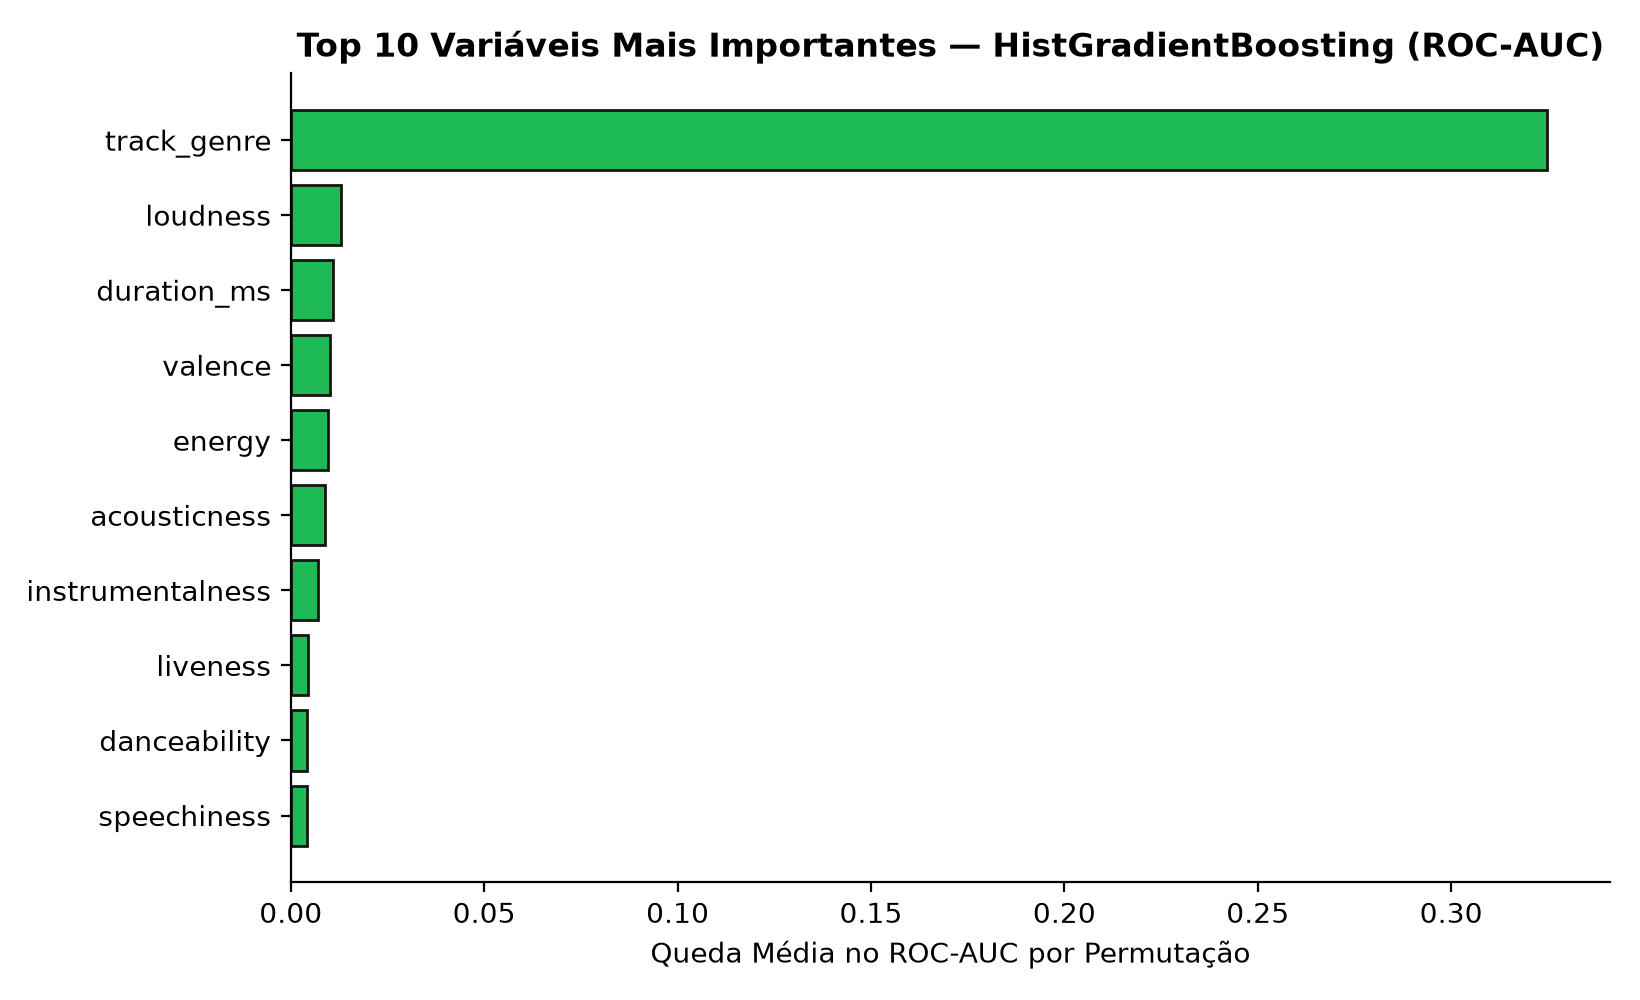 Top 10 Variáveis Mais Importantes — HistGradientBoosting (ROC-AUC)
track_genre
loudness
duration_ms
valence
energy
acousticness
instrumentalness
liveness
danceability
speechiness
0.00 0.05 0.10 0.15 0.20 0.25 0.30
Queda Média no ROC-AUC por Permutação